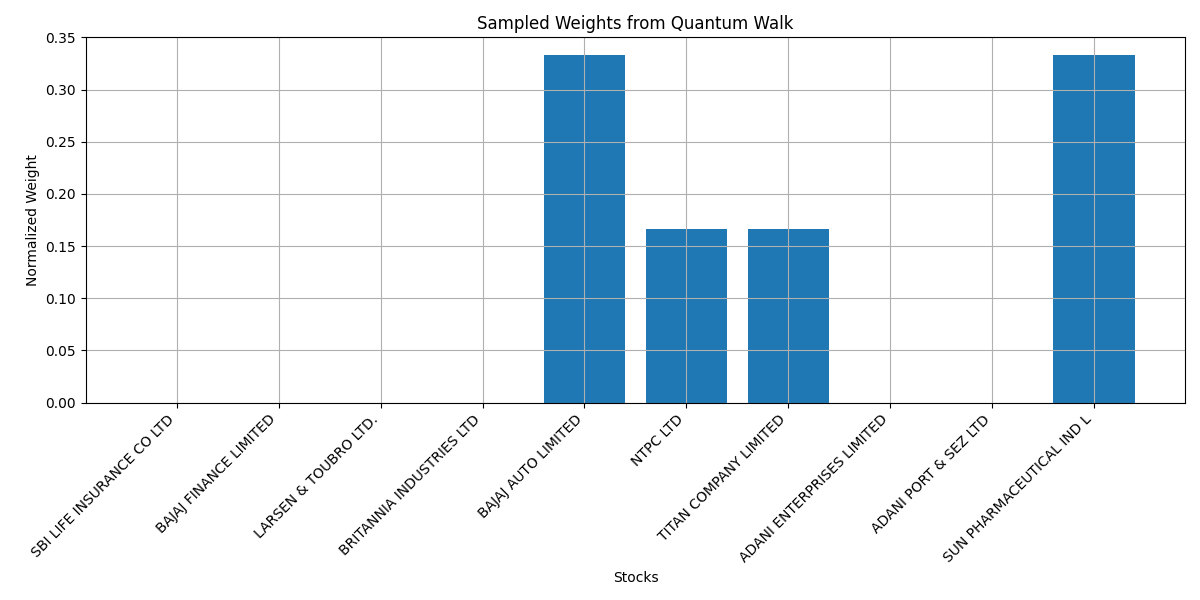 Sampled Weights from Quantum Walk
Normalized Weight
0.35
0.30
0.25
0.20
0.15
0.10
0.05
0.00
SBI LIFE INSURANCE CO LTD
BAJAJ FINANCE LIMITED
LARSEN & TOUBRO LTD.
BRITANNIA INDUSTRIES LTD
BAJAJ AUTO LIMITED
NTPC LTD
TITAN COMPANY LIMITED
ADANI ENTERPRISES LIMITED
ADANI PORT & SEZ LTD
SUN PHARMACEUTICAL IND L
Stocks